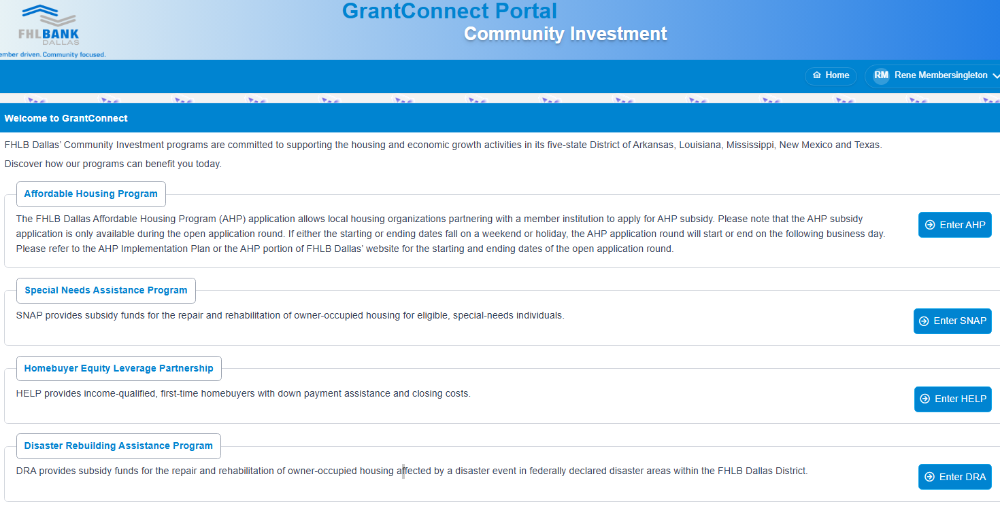 GrantConnect Portal
Community Investment
FHLBANK
DALLAS
ember driven. Community focused.
Home
RM Rene Membersingleton
Welcome to GrantConnect
FHLB Dallas’ Community Investment programs are committed to supporting the housing and economic growth activities in its five-state District of Arkansas, Louisiana, Mississippi, New Mexico and Texas.
Discover how our programs can benefit you today.
Affordable Housing Program
The FHLB Dallas Affordable Housing Program (AHP) application allows local housing organizations partnering with a member institution to apply for AHP subsidy. Please note that the AHP subsidy
application is only available during the open application round. If either the starting or ending dates fall on a weekend or holiday, the AHP application round will start or end on the following business day.
Please refer to the AHP Implementation Plan or the AHP portion of FHLB Dallas’ website for the starting and ending dates of the open application round.
Enter AHP
Special Needs Assistance Program
SNAP provides subsidy funds for the repair and rehabilitation of owner-occupied housing for eligible, special-needs individuals.
Enter SNAP
Homebuyer Equity Leverage Partnership
HELP provides income-qualified, first-time homebuyers with down payment assistance and closing costs.
Enter HELP
Disaster Rebuilding Assistance Program
DRA provides subsidy funds for the repair and rehabilitation of owner-occupied housing affected by a disaster event in federally declared disaster areas within the FHLB Dallas District.
Enter DRA